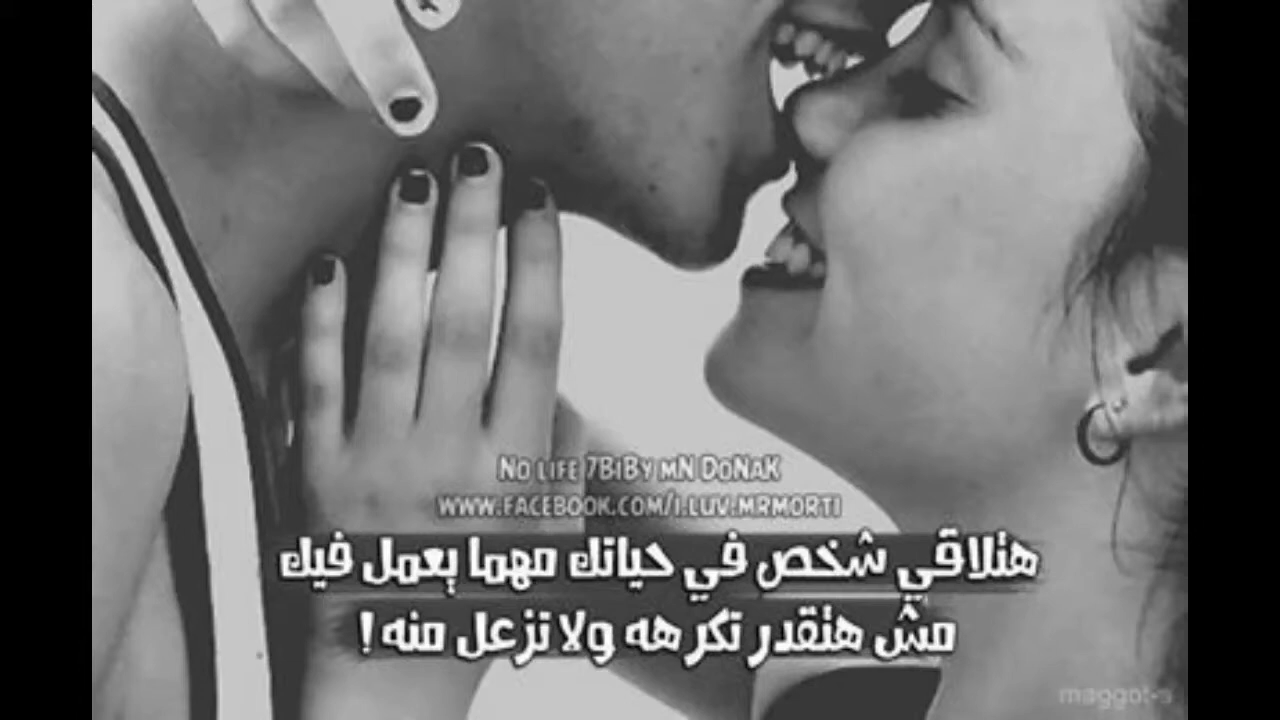 No life 7BiBy mN DoNaK
www.facebook.com/i.luv.mrmorti
هتلاقي شخص في حياتك مهما يعمل فيك
مش هتقدر تكرهه ولا تزعل منه !
maggot-s